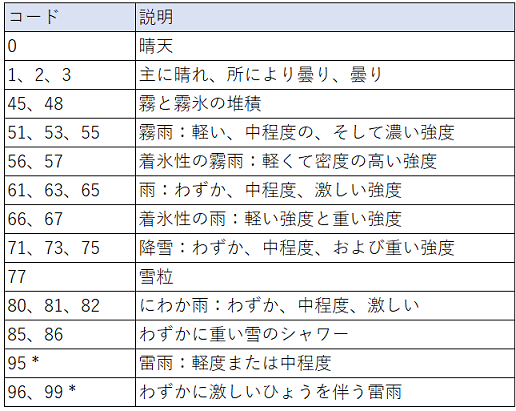 コード 説明
0 晴天
1、2、3 主に晴れ、所により曇り、曇り
45、48 霧と霧氷の堆積
51、53、55 霧雨：軽い、中程度の、そして濃い強度
56、57 着氷性の霧雨：軽くて密度の高い強度
61、63、65 雨：わずか、中程度、激しい強度
66、67 着氷性の雨：軽い強度と重い強度
71、73、75 降雪：わずか、中程度、および重い強度
77 雪粒
80、81、82 にわか雨：わずか、中程度、激しい
85、86 わずかに重い雪のシャワー
95 * 雷雨：軽度または中程度
96、99 * わずかに激しいひょうを伴う雷雨